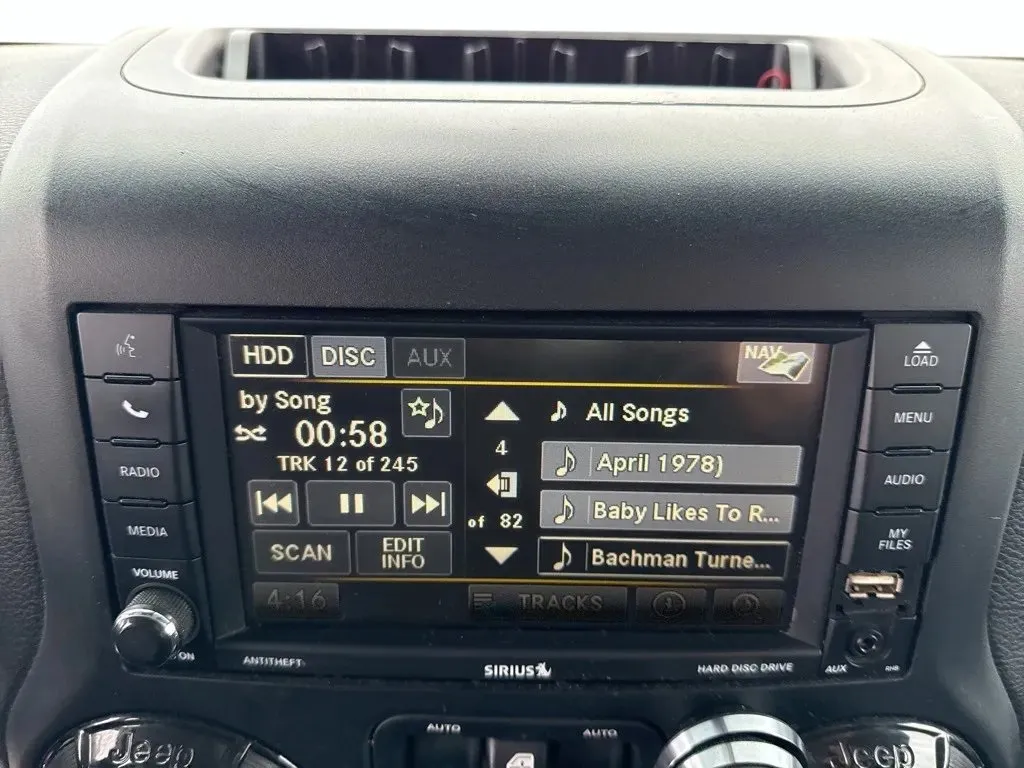 HDD DISC AUX NAV
by Song
00:58
TRK 12 of 245
SCAN
EDIT
INFO
4:16
4
of 82
All Songs
April 1978)
Baby Likes To R...
Bachman Turne...
TRACKS
RADIO
MEDIA
VOLUME
ON
LOAD
MENU
AUDIO
MY
FILES
AUX
RHB
ANTITHEFT
SIRIUS
HARD DISC DRIVE
AUTO
AUTO
Jeep
Jeep